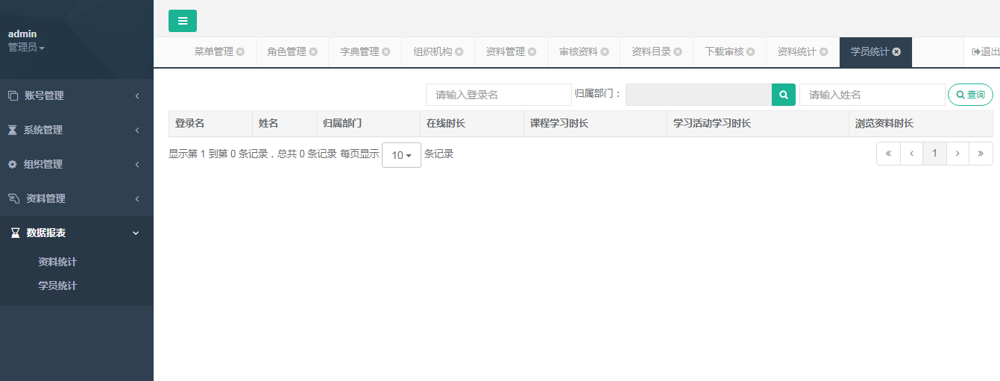 admin
管理员
账号管理
系统管理
组织管理
资料管理
数据报表
资料统计
学员统计
菜单管理 角色管理 字典管理 组织机构 资料管理 审核资料 资料目录 下载审核 资料统计 学员统计 退出
请输入登录名 归属部门： 请输入姓名 查询
登录名 姓名 归属部门 在线时长 课程学习时长 学习活动学习时长 浏览资料时长
显示第 1 到第 0 条记录，总共 0 条记录 每页显示 10 条记录 « ‹ 1 › »